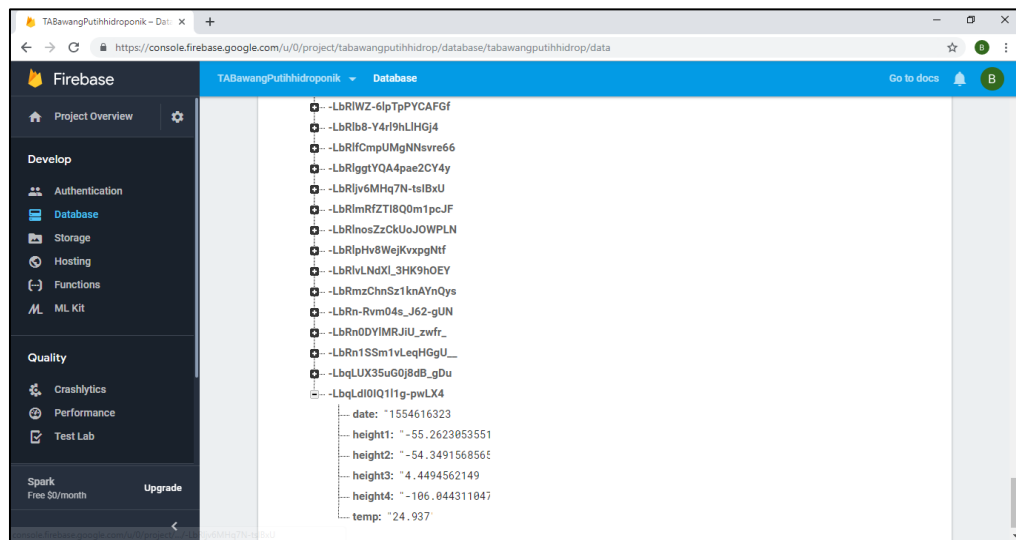 TABawangPutihhidroponik – Dat
https://console.firebase.google.com/u/0/project/tabawangputihhidrop/database/tabawangputihhidrop/data
B
Firebase
TABawangPutihhidroponik Database Go to docs B
Project Overview
Develop
Authentication
Database
Storage
Hosting
Functions
ML Kit
Quality
Crashlytics
Performance
Test Lab
Spark
Free $0/month
Upgrade
-LbRlWZ-6lpTpPYCAFGf
-LbRlb8-Y4rl9hLlHGj4
-LbRlfCmpUMgNNsvre66
-LbRlggtYQA4pae2CY4y
-LbRljv6MHq7N-tslBxU
-LbRlmRfZTI8Q0m1pcJF
-LbRlnosZzCkUoJOWPLN
-LbRlpHv8WejKvxpgNtf
-LbRlvLNdXl_3HK9hOEY
-LbRmzChnSz1knAYnQys
-LbRn-Rvm04s_J62-gUN
-LbRn0DYlMRJiU_zwfr_
-LbRn1SSm1vLeqHGgU__
-LbqLUX35uG0j8dB_gDu
-LbqLdI0IQ1l1g-pwLX4
date: "1554616323
height1: "-55.2623053551
height2: "-54.3491568565
height3: "4.4494562149
height4: "-106.044311047
temp: "24.937"